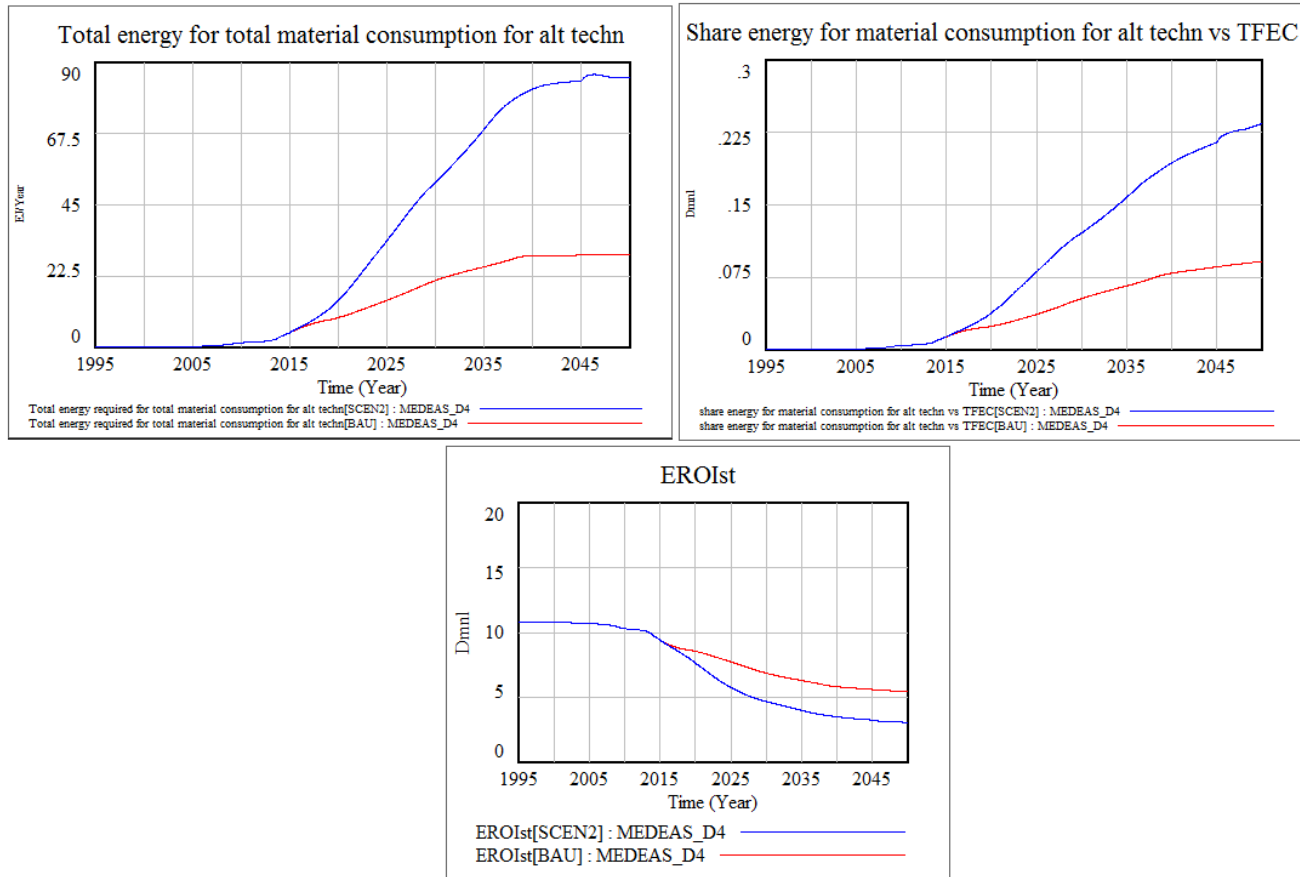 Total energy for total material consumption for alt techn
90
67.5
45
22.5
0
EJ/Year
1995 2005 2015 2025 2035 2045
Time (Year)
Total energy required for total material consumption for alt techn[SCEN2] : MEDEAS_D4
Total energy required for total material consumption for alt techn[BAU] : MEDEAS_D4
Share energy for material consumption for alt techn vs TFEC
.3
.225
.15
.075
0
Dmnl
1995 2005 2015 2025 2035 2045
Time (Year)
share energy for material consumption for alt techn vs TFEC[SCEN2] : MEDEAS_D4
share energy for material consumption for alt techn vs TFEC[BAU] : MEDEAS_D4
EROIst
20
15
10
5
0
Dmnl
1995 2005 2015 2025 2035 2045
Time (Year)
EROIst[SCEN2] : MEDEAS_D4
EROIst[BAU] : MEDEAS_D4